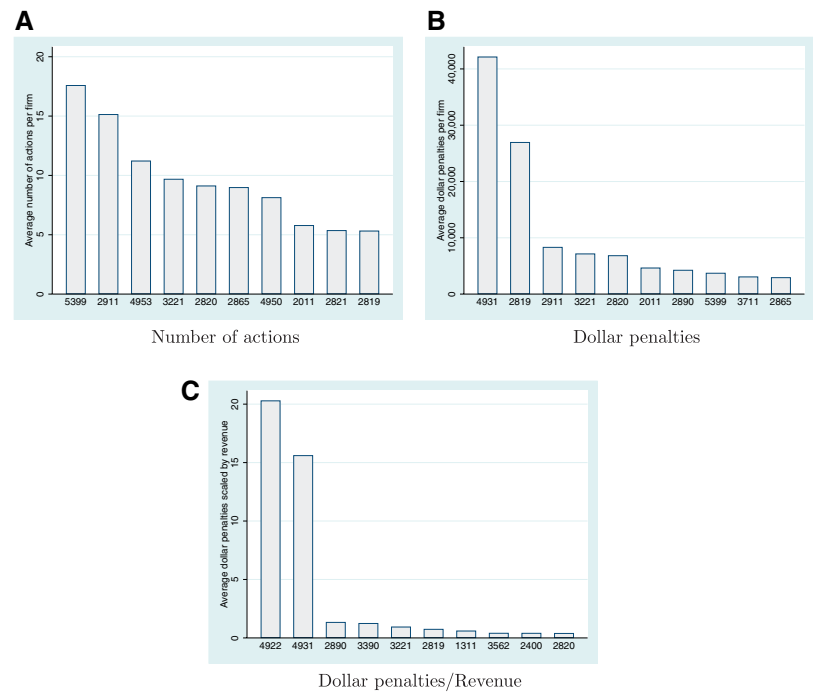 A
Average number of actions per firm
20
15
10
5
0
5399 2911 4953 3221 2820 2865 4950 2011 2821 2819
Number of actions
B
Average dollar penalties per firm
40,000
30,000
20,000
10,000
0
4931 2819 2911 3221 2820 2011 2890 5399 3711 2865
Dollar penalties
C
Average dollar penalties scaled by revenue
20
15
10
5
0
4922 4931 2890 3390 3221 2819 1311 3562 2400 2820
Dollar penalties/Revenue